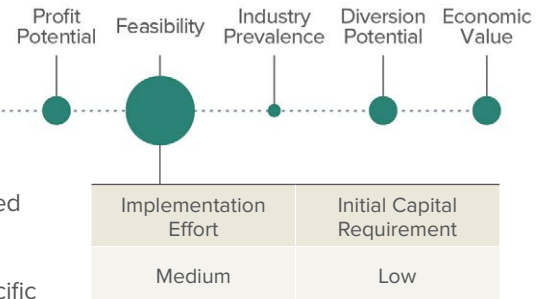 Profit
Potential
Feasibility
Industry
Prevalence
Diversion
Potential
Economic
Value
ed
cific
Implementation
Effort
Initial Capital
Requirement
Medium
Low